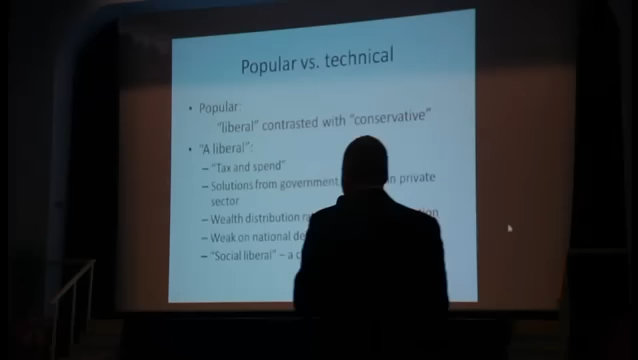 Popular vs. technical
• Popular:
"liberal" contrasted with "conservative"
• "A liberal":
– "Tax and spend"
– Solutions from government, n private
sector
– Wealth distribution
– Weak on national
– "Social liberal" – a